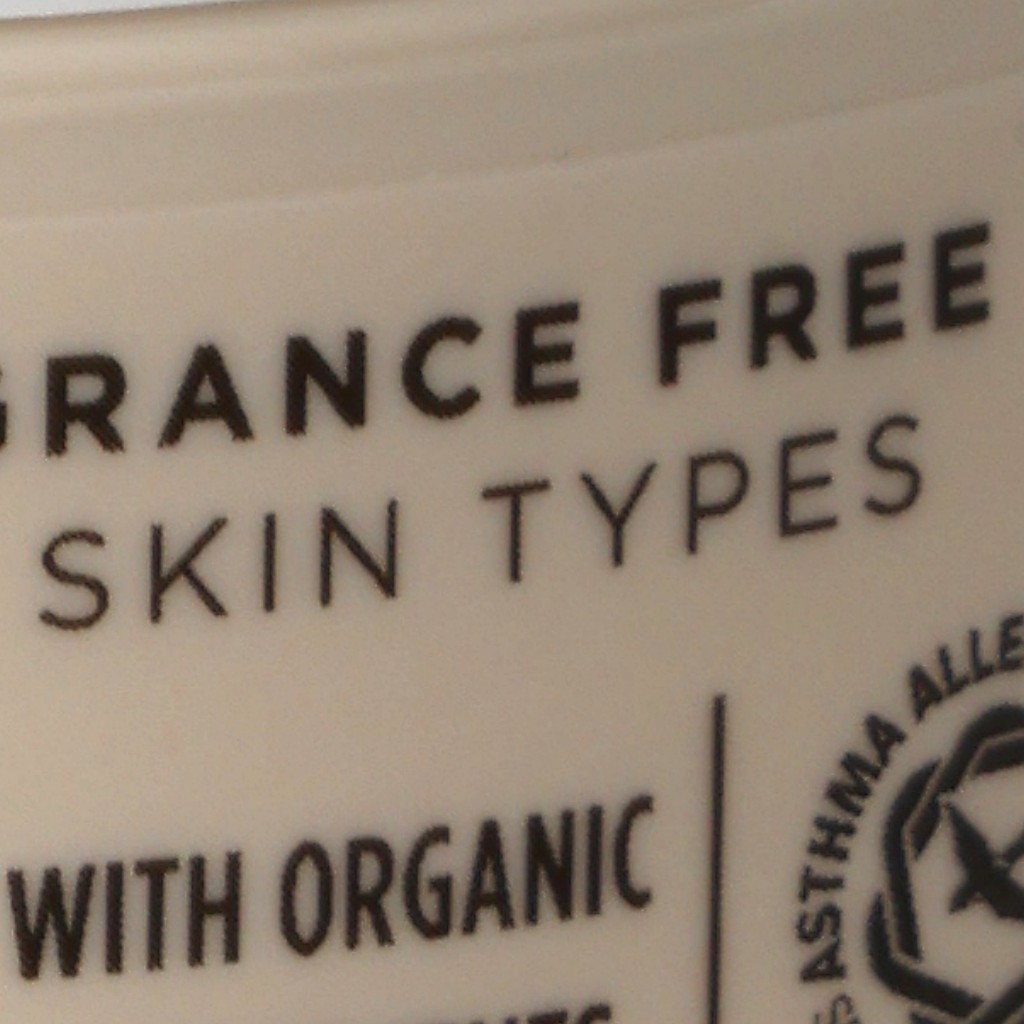 GRANCE FREE
SKIN TYPES
WITH ORGANIC
ASTHMA ALLE